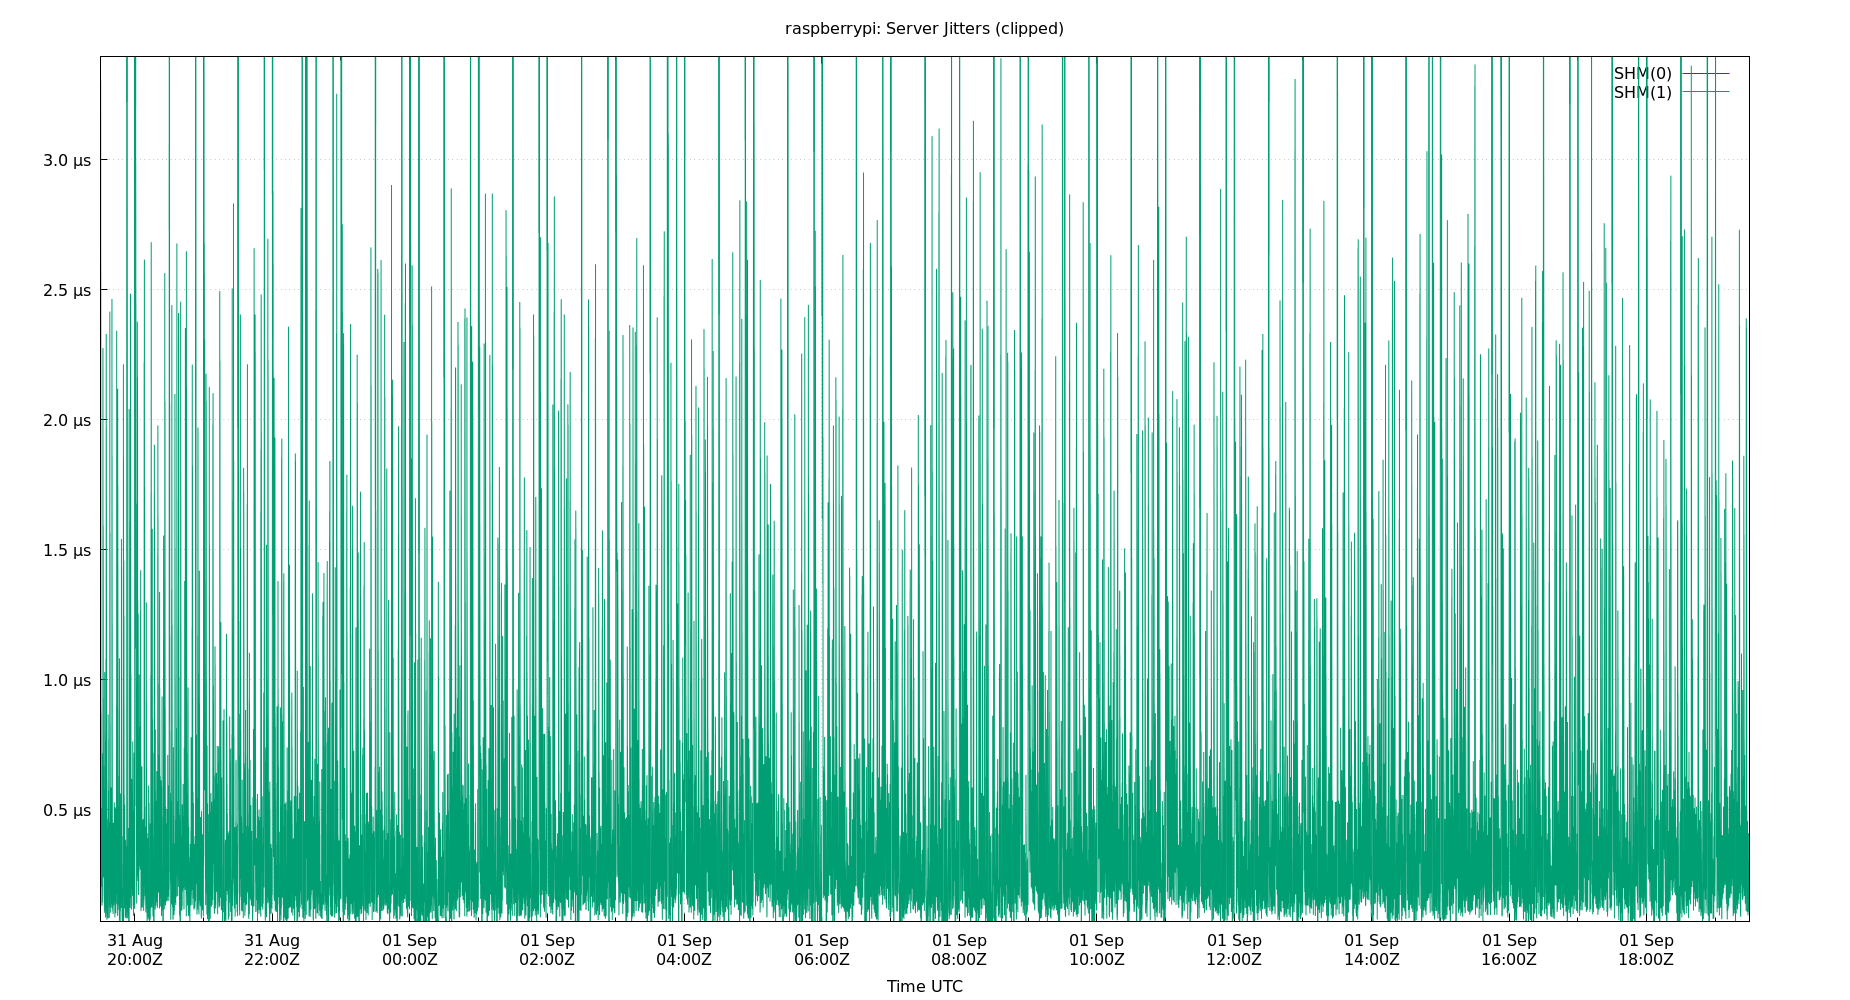 raspberrypi: Server Jitters (clipped)
SHM(0)
SHM(1)
3.0 µs
2.5 µs
2.0 µs
1.5 µs
1.0 µs
0.5 µs
31 Aug 31 Aug 01 Sep 01 Sep 01 Sep 01 Sep 01 Sep 01 Sep 01 Sep 01 Sep 01 Sep 01 Sep
20:00Z 22:00Z 00:00Z 02:00Z 04:00Z 06:00Z 08:00Z 10:00Z 12:00Z 14:00Z 16:00Z 18:00Z
Time UTC